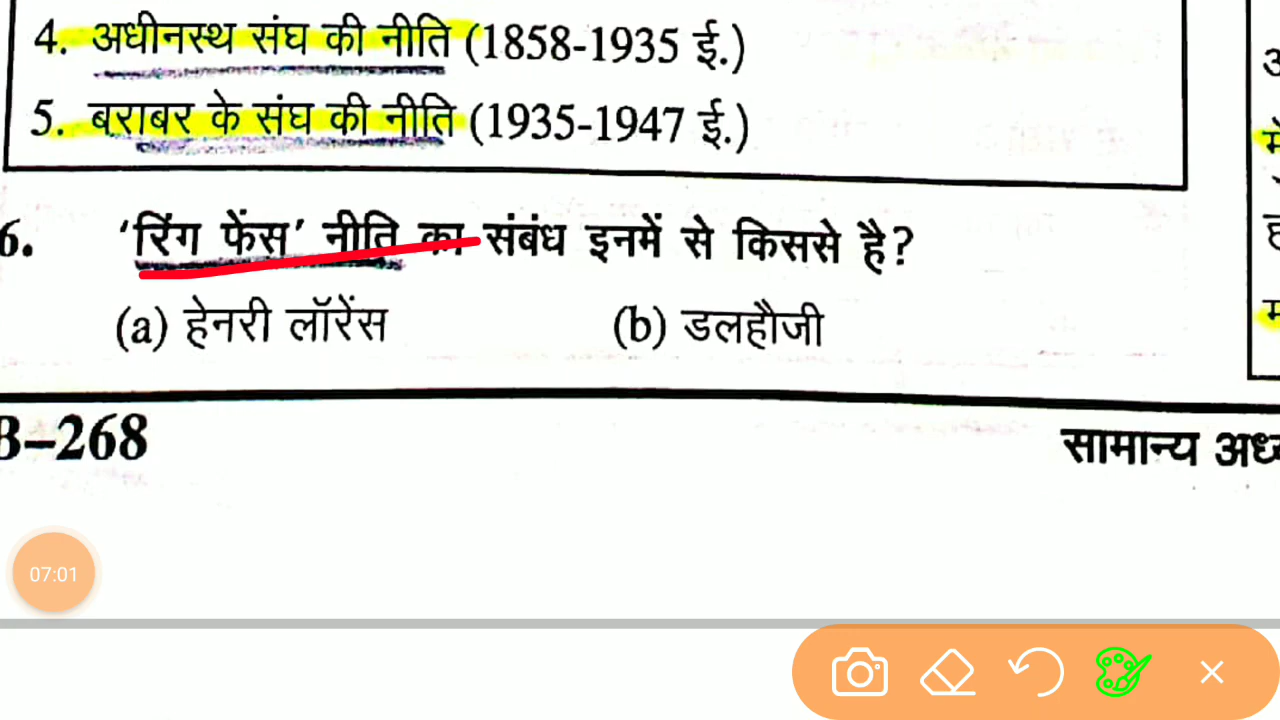 4. अधीनस्थ संघ की नीति (1858-1935 ई.)
5. बराबर के संघ की नीति (1935-1947 ई.)
6. ‘रिंग फेंस’ नीति का संबंध इनमें से किससे है?
(a) हेनरी लॉरेंस (b) डलहौजी
B–268
सामान्य
07:01